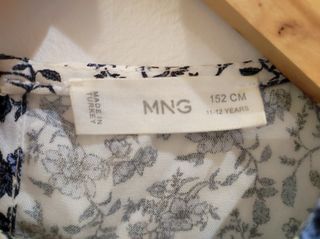 MADE IN
TURKEY
MNG
152 CM
11-12 YEARS